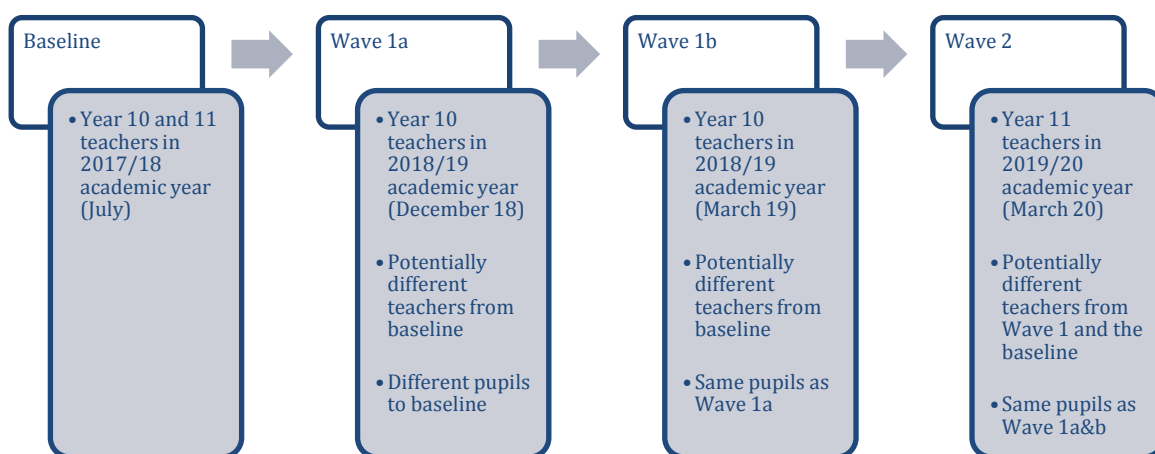 Baseline
• Year 10 and 11
teachers in
2017/18
academic year
(July)
Wave 1a
• Year 10
teachers in
2018/19
academic year
(December 18)
• Potentially
different
teachers from
baseline
• Different pupils
to baseline
Wave 1b
• Year 10
teachers in
2018/19
academic year
(March 19)
• Potentially
different
teachers from
baseline
• Same pupils as
Wave 1a
Wave 2
• Year 11
teachers in
2019/20
academic year
(March 20)
• Potentially
different
teachers from
Wave 1 and the
baseline
• Same pupils as
Wave 1a&b